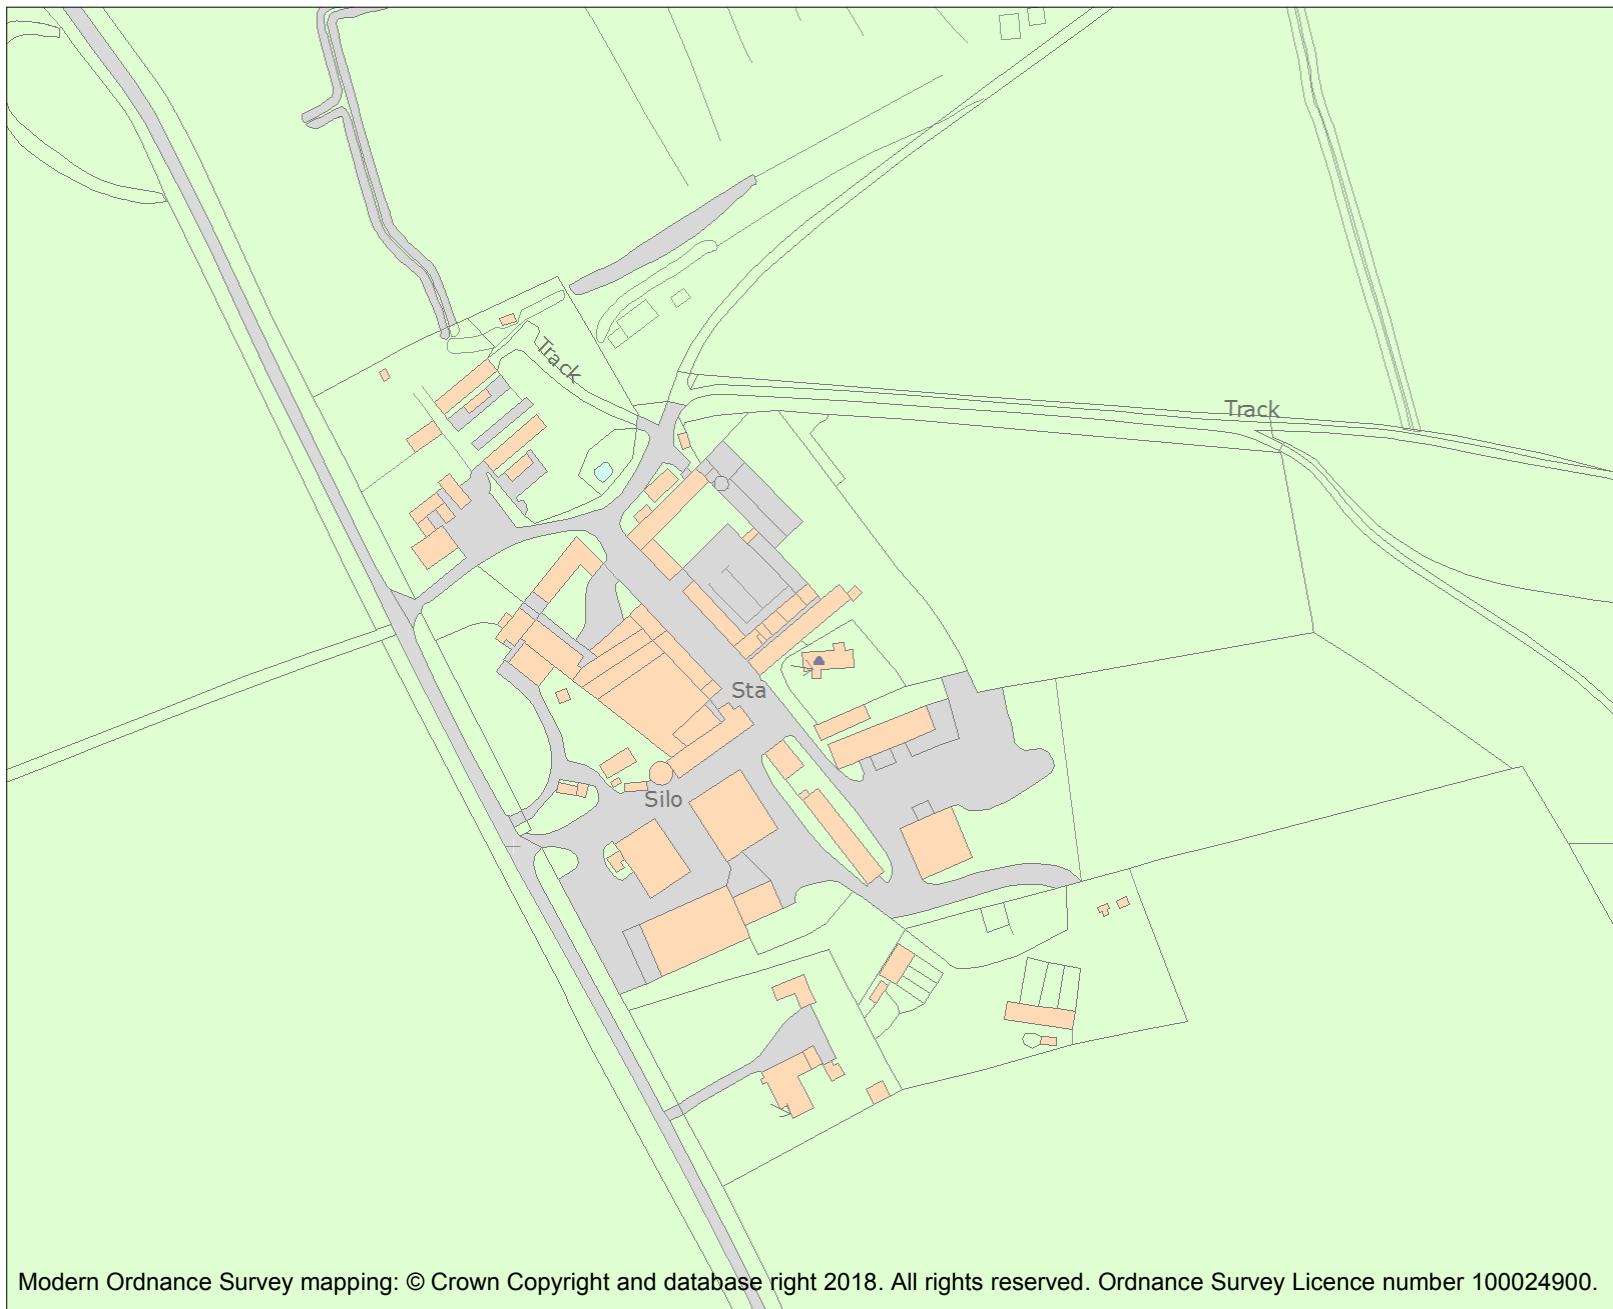 Track
Track
Sta
Silo
Modern Ordnance Survey mapping: © Crown Copyright and database right 2018. All rights reserved. Ordnance Survey Licence number 100024900.